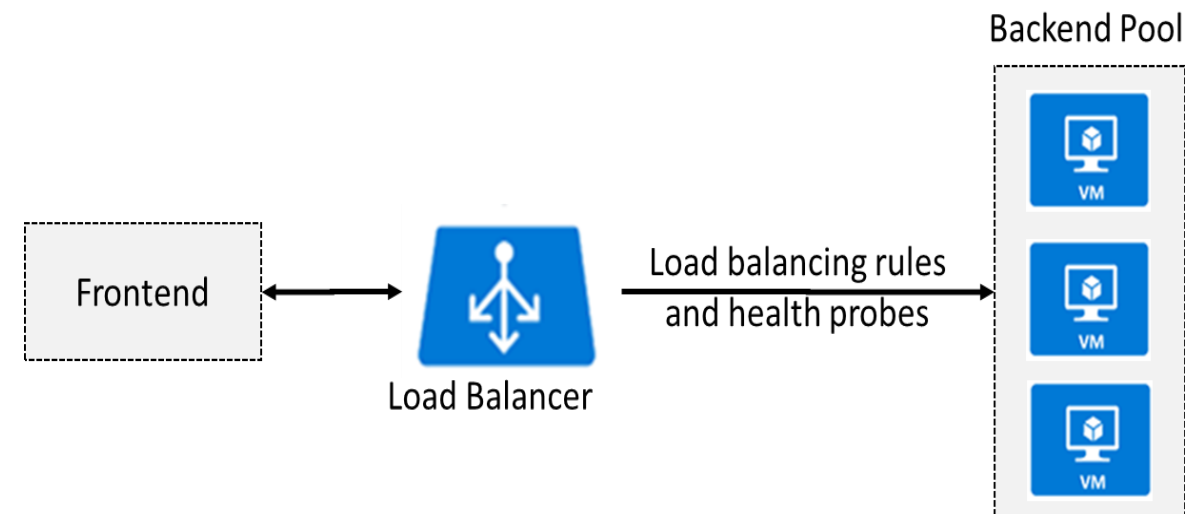 Backend Pool
VM
Frontend
Load balancing rules
and health probes
VM
Load Balancer
VM